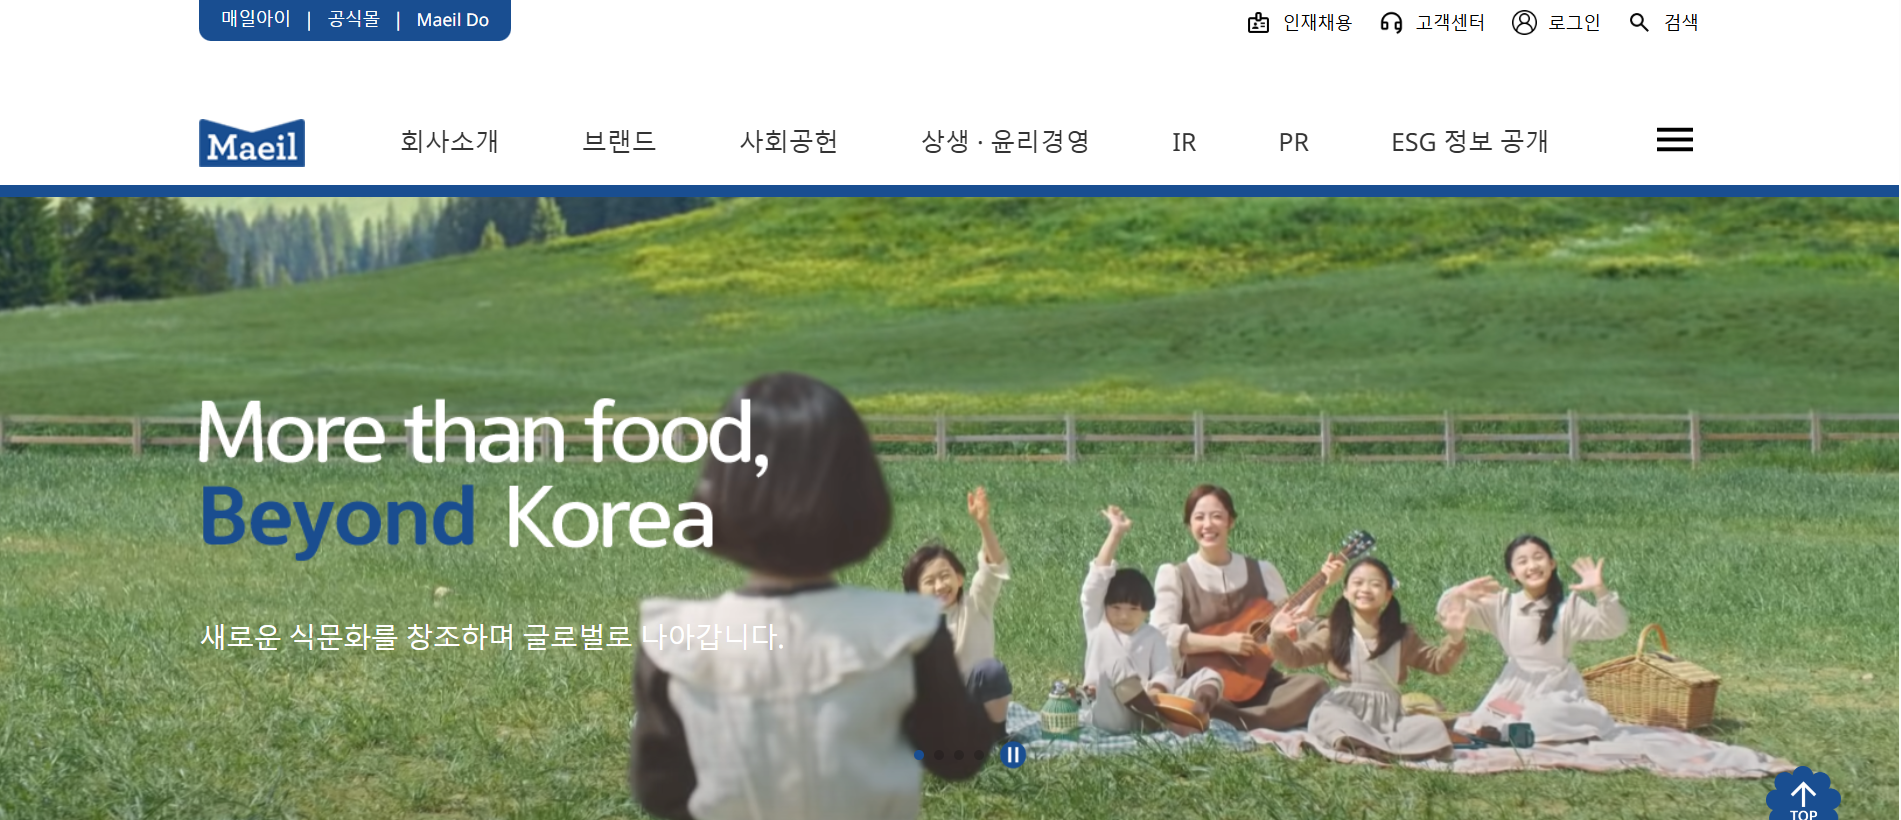 매일아이 | 공식몰 | Maeil Do
인재채용 고객센터 로그인 검색
Maeil 회사소개 브랜드 사회공헌 상생 · 윤리경영 IR PR ESG 정보 공개
More than food,
Beyond Korea
새로운 식문화를 창조하며 글로벌로 나아갑니다.
TOP